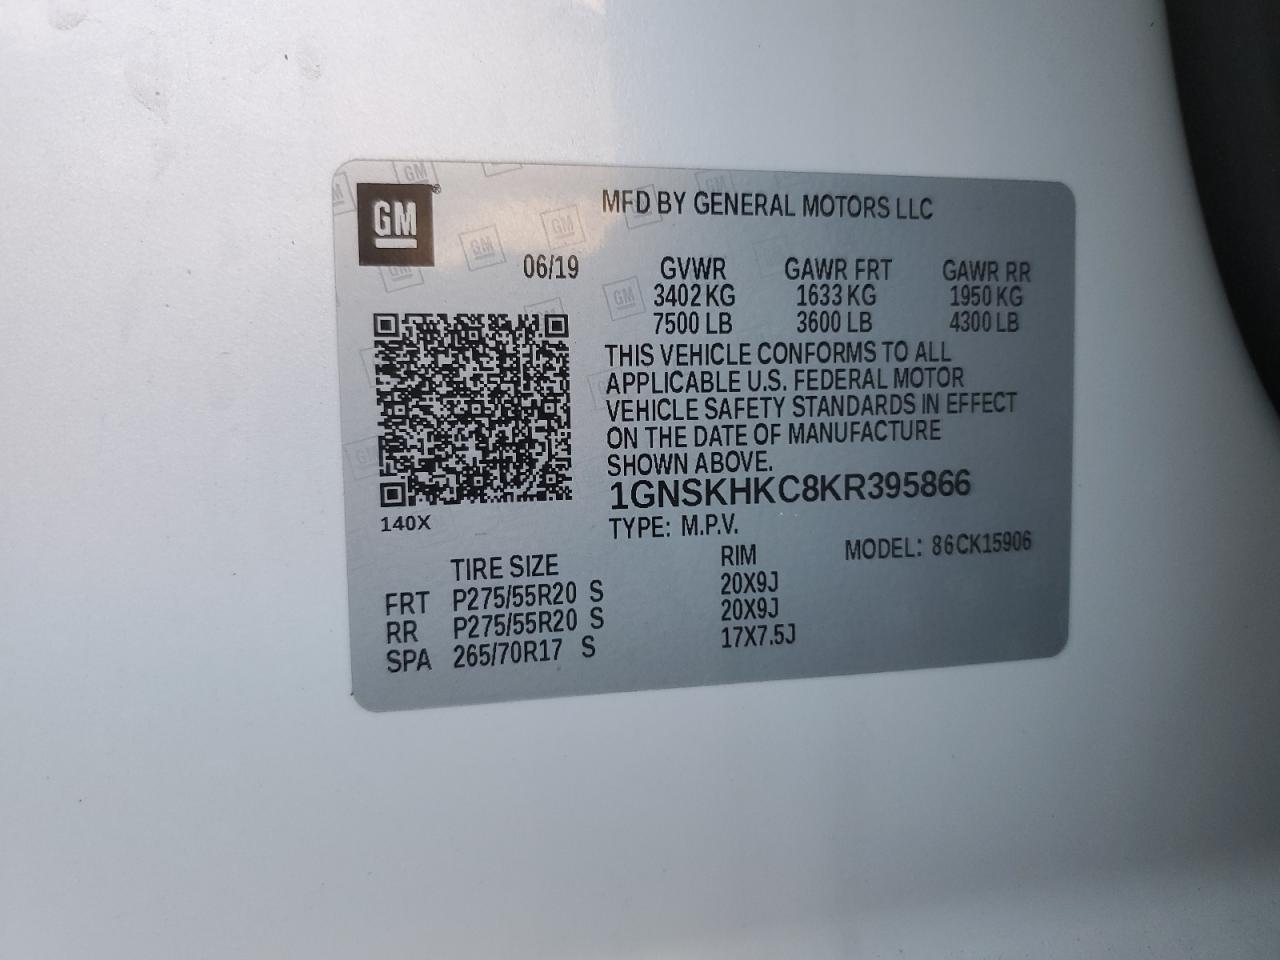 GM®
MFD BY GENERAL MOTORS LLC
06/19
GVWR GAWR FRT GAWR RR
3402 KG 1633 KG 1950 KG
7500 LB 3600 LB 4300 LB
THIS VEHICLE CONFORMS TO ALL
APPLICABLE U.S. FEDERAL MOTOR
VEHICLE SAFETY STANDARDS IN EFFECT
ON THE DATE OF MANUFACTURE
SHOWN ABOVE.
1GNSKHKC8KR395866
140X
TYPE: M.P.V.
MODEL: 86CK15906
TIRE SIZE RIM
FRT P275/55R20 S 20X9J
RR P275/55R20 S 20X9J
SPA 265/70R17 S 17X7.5J